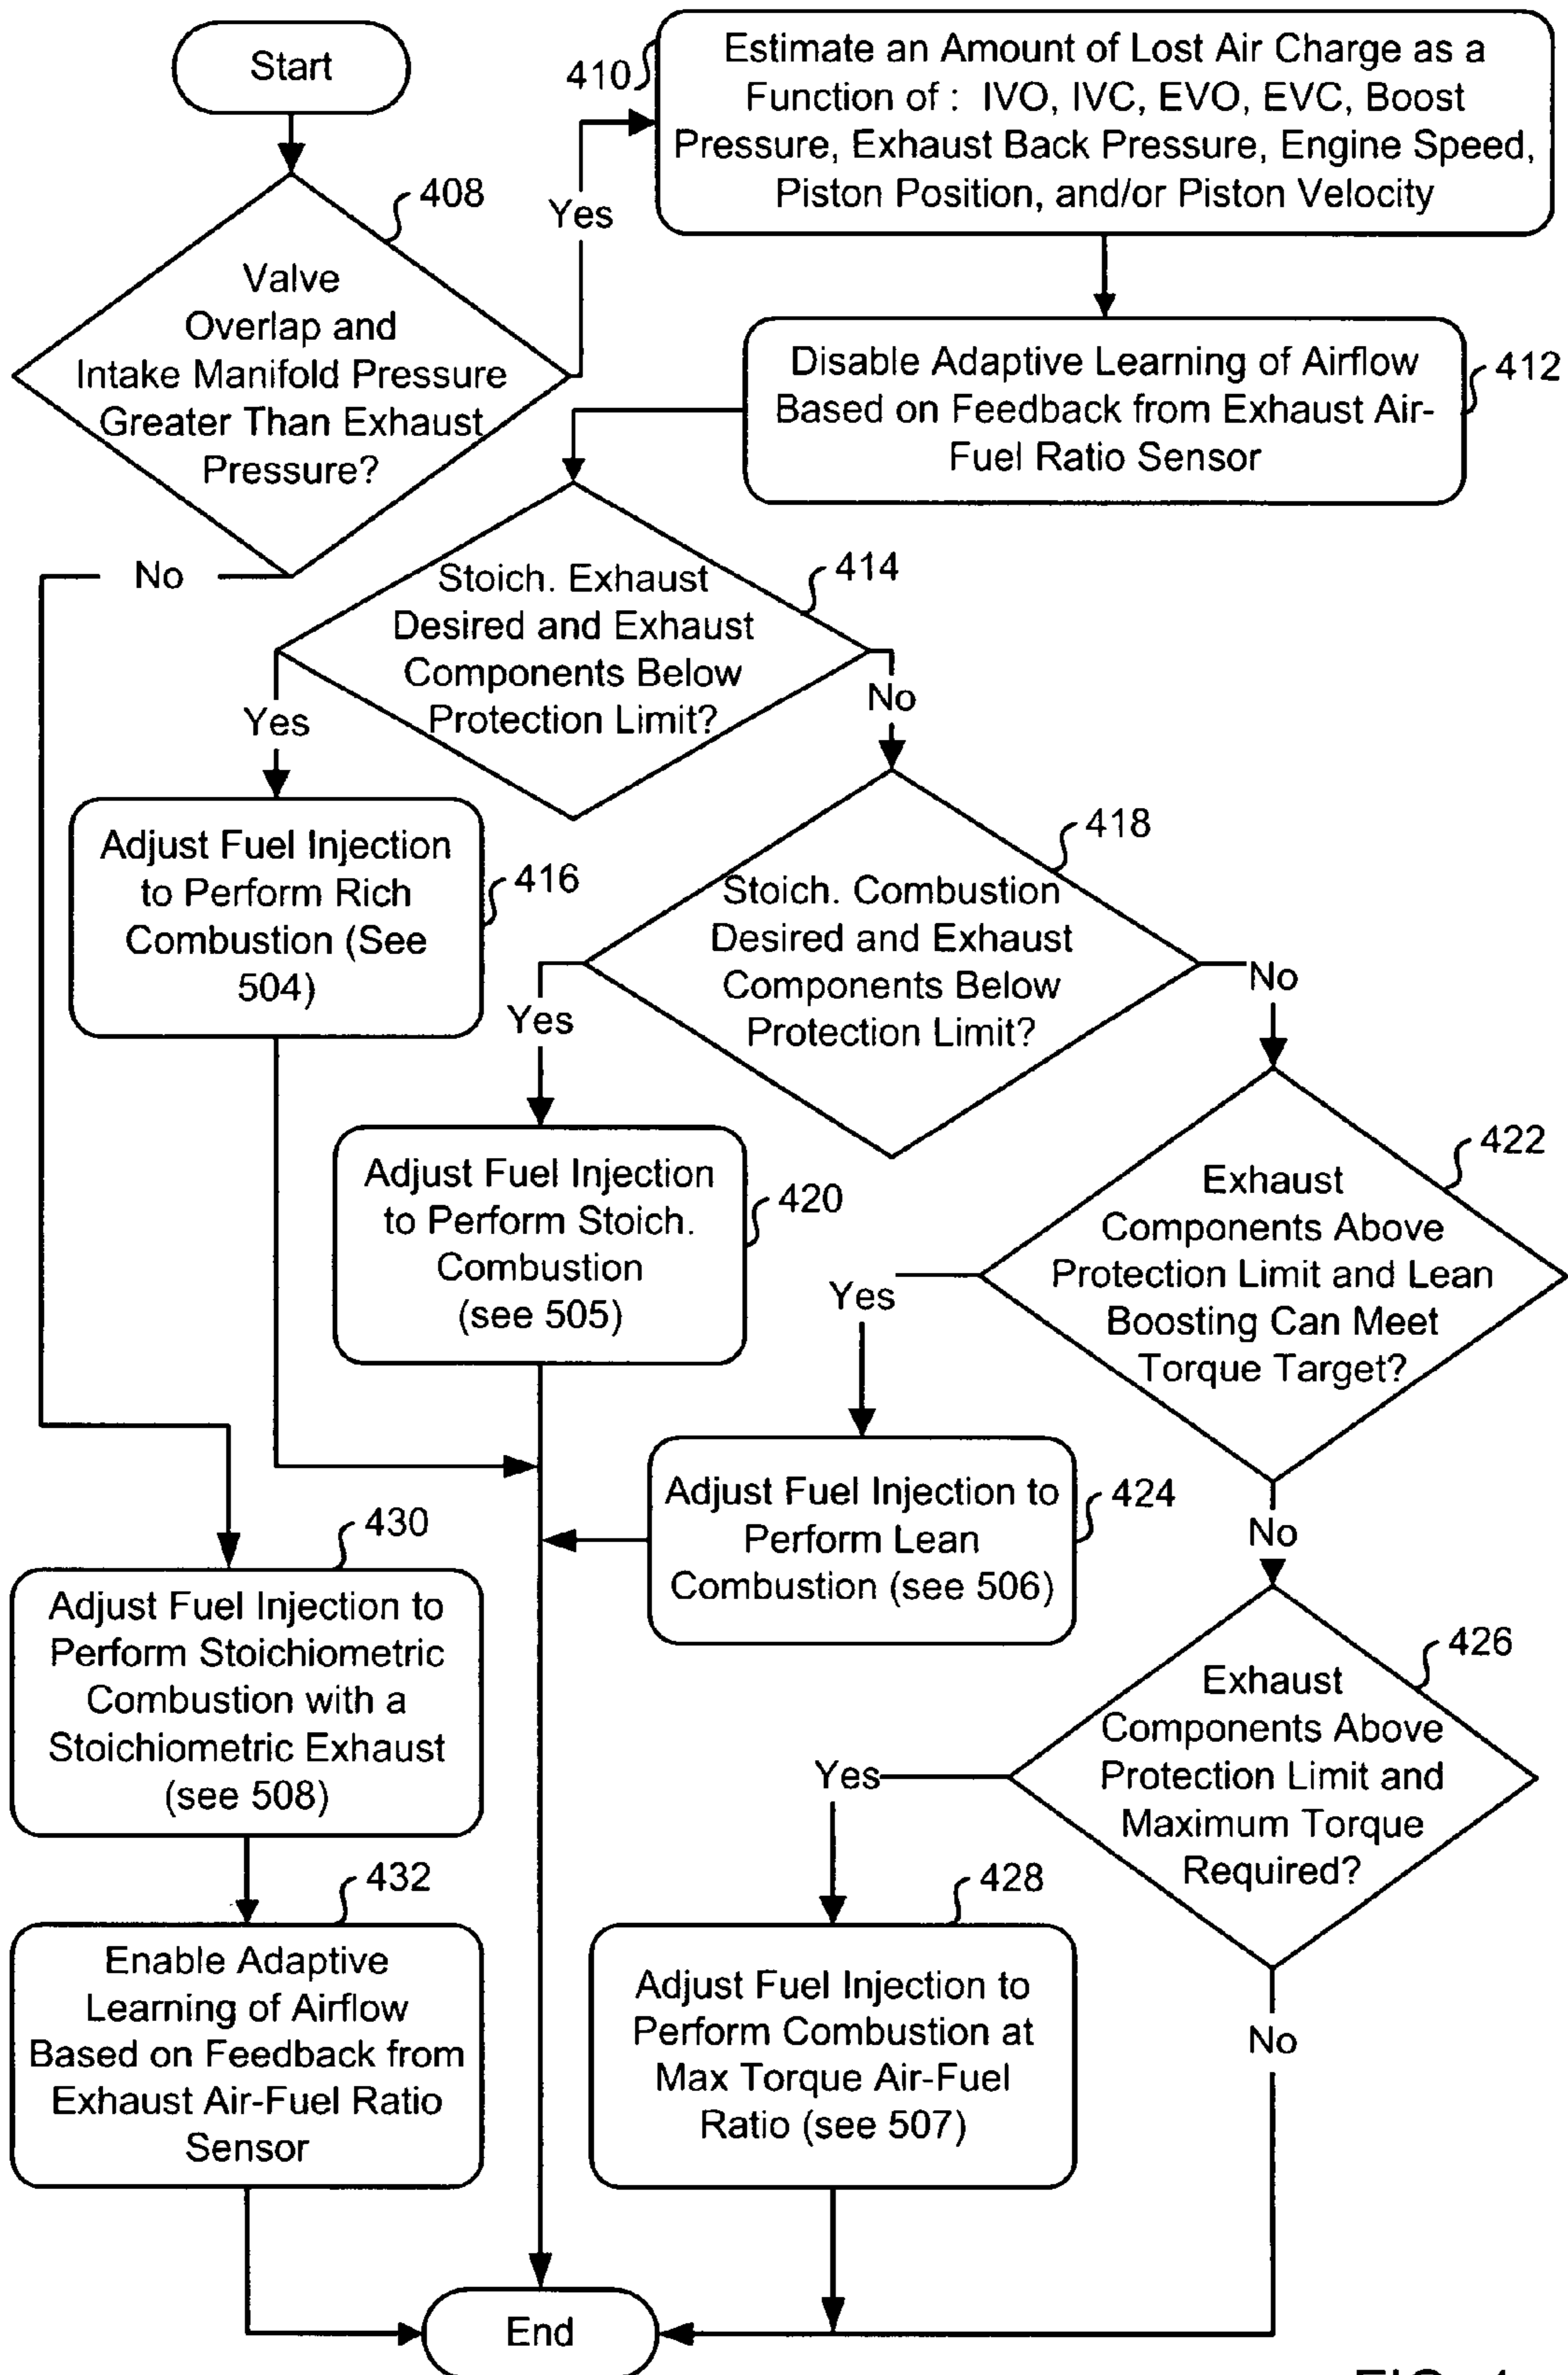 Start
408
Valve
Overlap and
Intake Manifold Pressure
Greater Than Exhaust
Pressure?
Yes
No
410
Estimate an Amount of Lost Air Charge as a
Function of : IVO, IVC, EVO, EVC, Boost
Pressure, Exhaust Back Pressure, Engine Speed,
Piston Position, and/or Piston Velocity
412
Disable Adaptive Learning of Airflow
Based on Feedback from Exhaust Air-
Fuel Ratio Sensor
414
Stoich. Exhaust
Desired and Exhaust
Components Below
Protection Limit?
Yes
No
416
Adjust Fuel Injection
to Perform Rich
Combustion (See
504)
418
Stoich. Combustion
Desired and Exhaust
Components Below
Protection Limit?
Yes
No
420
Adjust Fuel Injection
to Perform Stoich.
Combustion
(see 505)
422
Exhaust
Components Above
Protection Limit and Lean
Boosting Can Meet
Torque Target?
Yes
No
424
Adjust Fuel Injection to
Perform Lean
Combustion (see 506)
426
Exhaust
Components Above
Protection Limit and
Maximum Torque
Required?
Yes
No
428
Adjust Fuel Injection to
Perform Combustion at
Max Torque Air-Fuel
Ratio (see 507)
430
Adjust Fuel Injection to
Perform Stoichiometric
Combustion with a
Stoichiometric Exhaust
(see 508)
432
Enable Adaptive
Learning of Airflow
Based on Feedback from
Exhaust Air-Fuel Ratio
Sensor
End